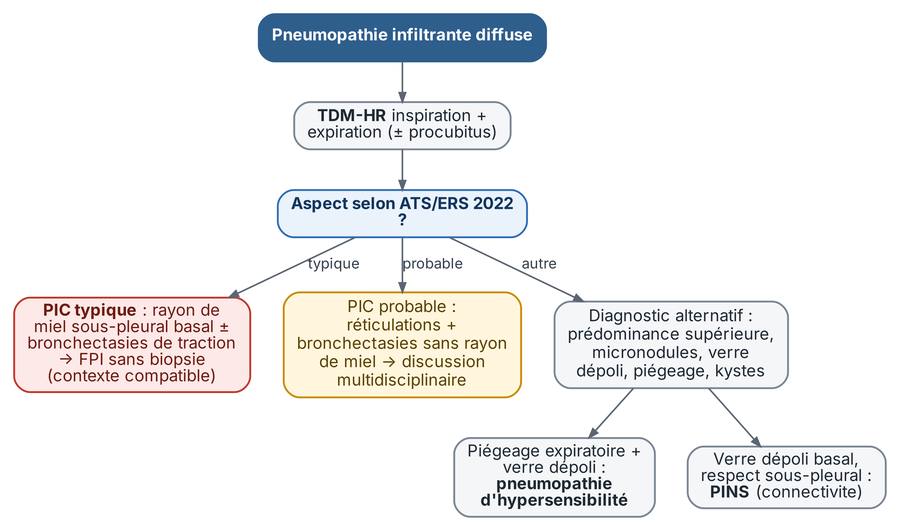 Pneumopathie infiltrante diffuse
TDM-HR inspiration +
expiration (± procubitus)
Aspect selon ATS/ERS 2022
?
typique
probable
autre
PIC typique : rayon de
miel sous-pleural basal ±
bronchectasies de traction
→ FPI sans biopsie
(contexte compatible)
PIC probable :
réticulations +
bronchectasies sans rayon
de miel → discussion
multidisciplinaire
Diagnostic alternatif :
prédominance supérieure,
micronodules, verre
dépoli, piégeage, kystes
Piégeage expiratoire +
verre dépoli :
pneumopathie
d'hypersensibilité
Verre dépoli basal,
respect sous-pleural :
PINS (connectivite)